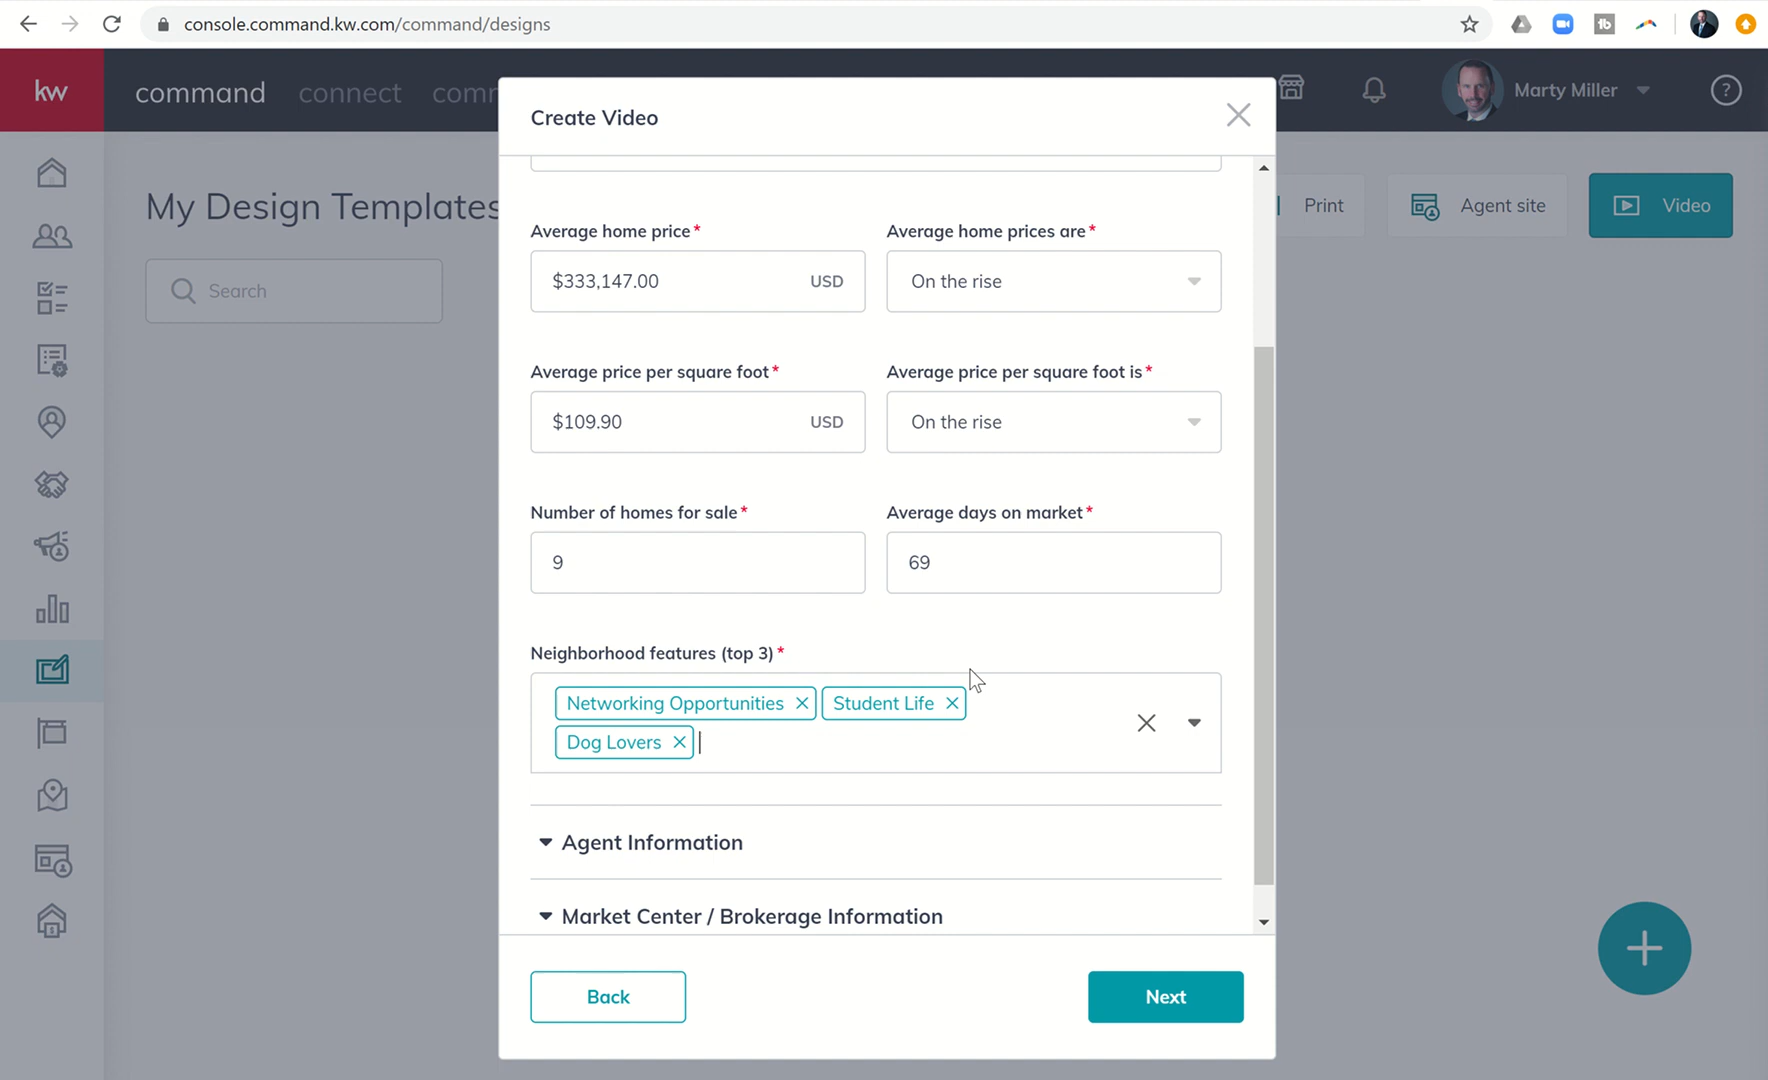 console.command.kw.com/command/designs
kw
command connect comm
Marty Miller
?
Create Video
My Design Templates
Print
Agent site
Video
Search
Average home price*
Average home prices are*
$333,147.00 USD
On the rise
Average price per square foot*
Average price per square foot is*
$109.90 USD
On the rise
Number of homes for sale*
Average days on market*
9
69
Neighborhood features (top 3)*
Networking Opportunities
Student Life
Dog Lovers
Agent Information
Market Center / Brokerage Information
Back
Next